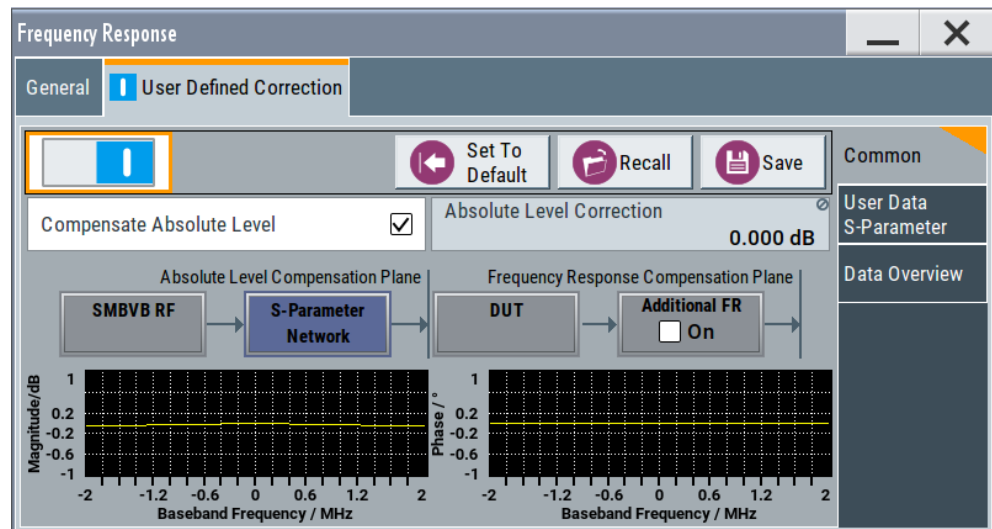 Frequency Response
General
User Defined Correction
Set To
Default
Recall
Save
Common
User Data
S-Parameter
Data Overview
Compensate Absolute Level
Absolute Level Correction
0.000 dB
Absolute Level Compensation Plane
Frequency Response Compensation Plane
SMBVB RF
S-Parameter
Network
DUT
Additional FR
On
Magnitude/dB
1
0.2
-0.2
-0.6
-1
-2 -1.2 -0.6 0 0.6 1.2 2
Baseband Frequency / MHz
Phase / °
1
0.2
-0.2
-0.6
-1
-2 -1.2 -0.6 0 0.6 1.2 2
Baseband Frequency / MHz